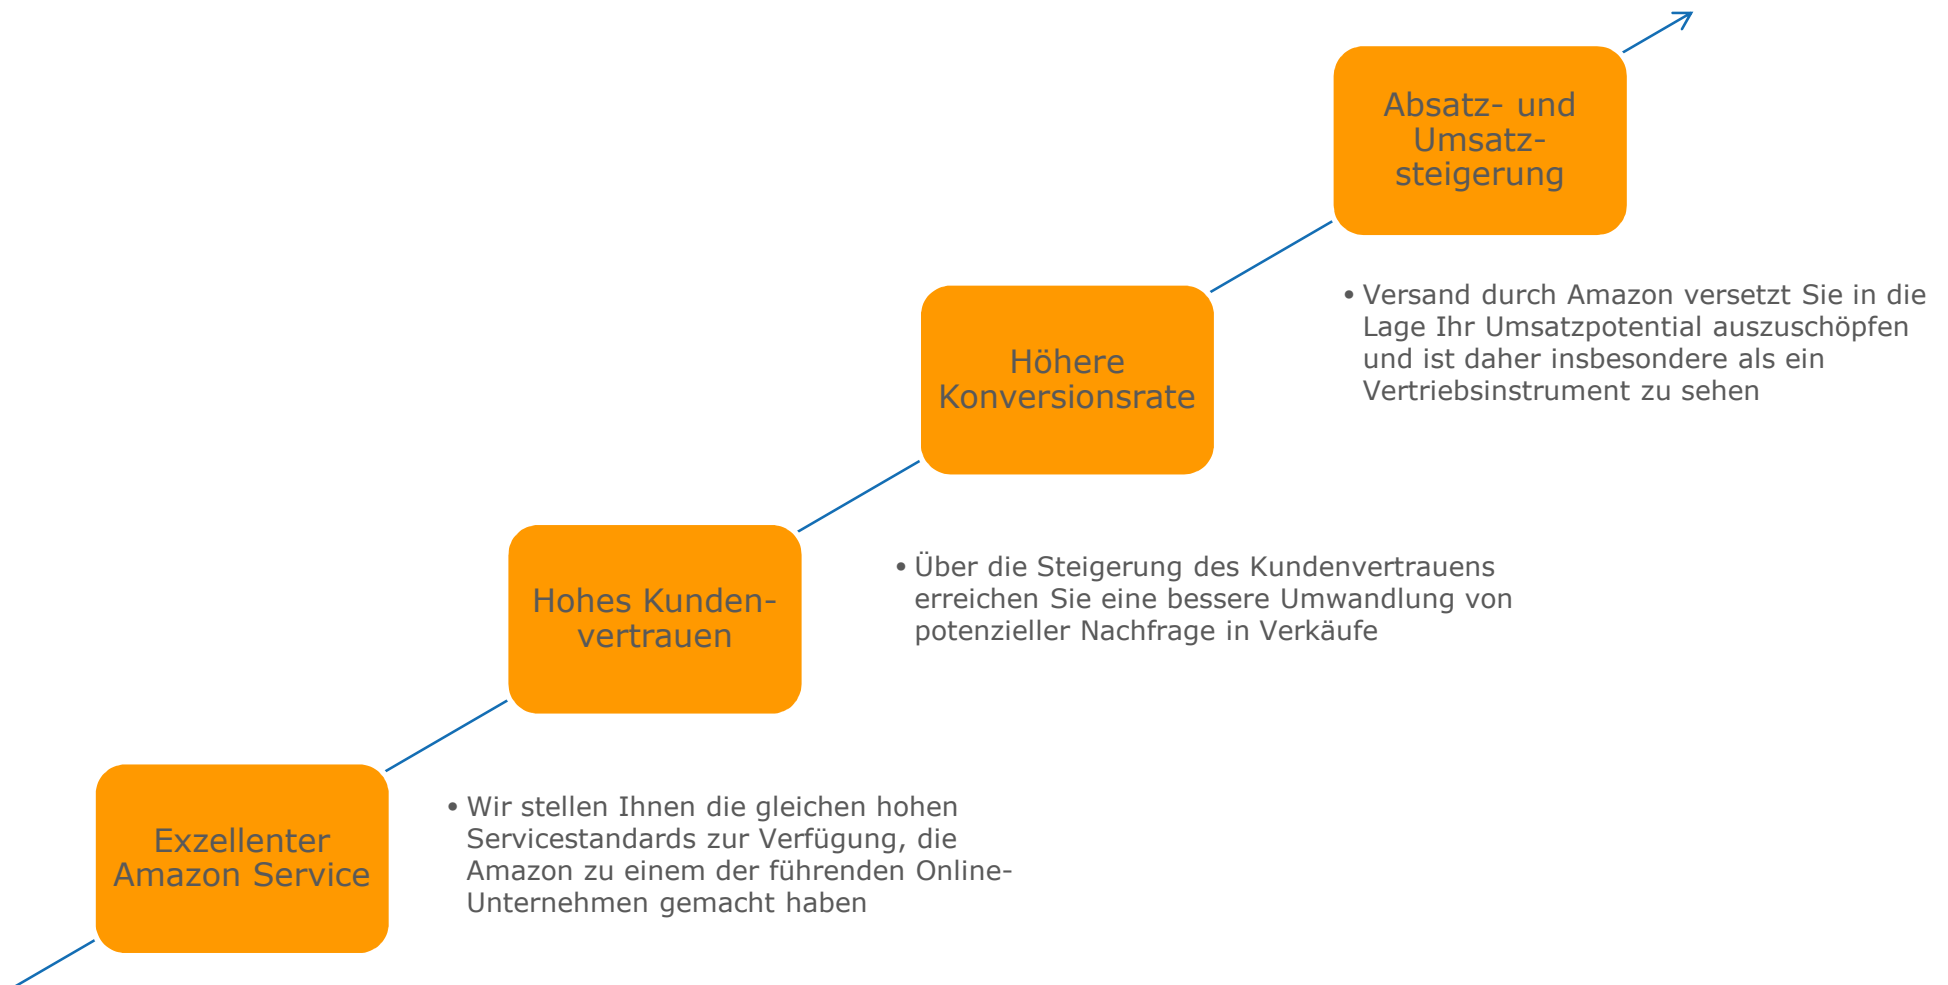 Absatz- und
Umsatz-
steigerung
• Versand durch Amazon versetzt Sie in die
Lage Ihr Umsatzpotential auszuschöpfen
und ist daher insbesondere als ein
Vertriebsinstrument zu sehen
Höhere
Konversionsrate
• Über die Steigerung des Kundenvertrauens
erreichen Sie eine bessere Umwandlung von
potenzieller Nachfrage in Verkäufe
Hohes Kunden-
vertrauen
• Wir stellen Ihnen die gleichen hohen
Servicestandards zur Verfügung, die
Amazon zu einem der führenden Online-
Unternehmen gemacht haben
Exzellenter
Amazon Service